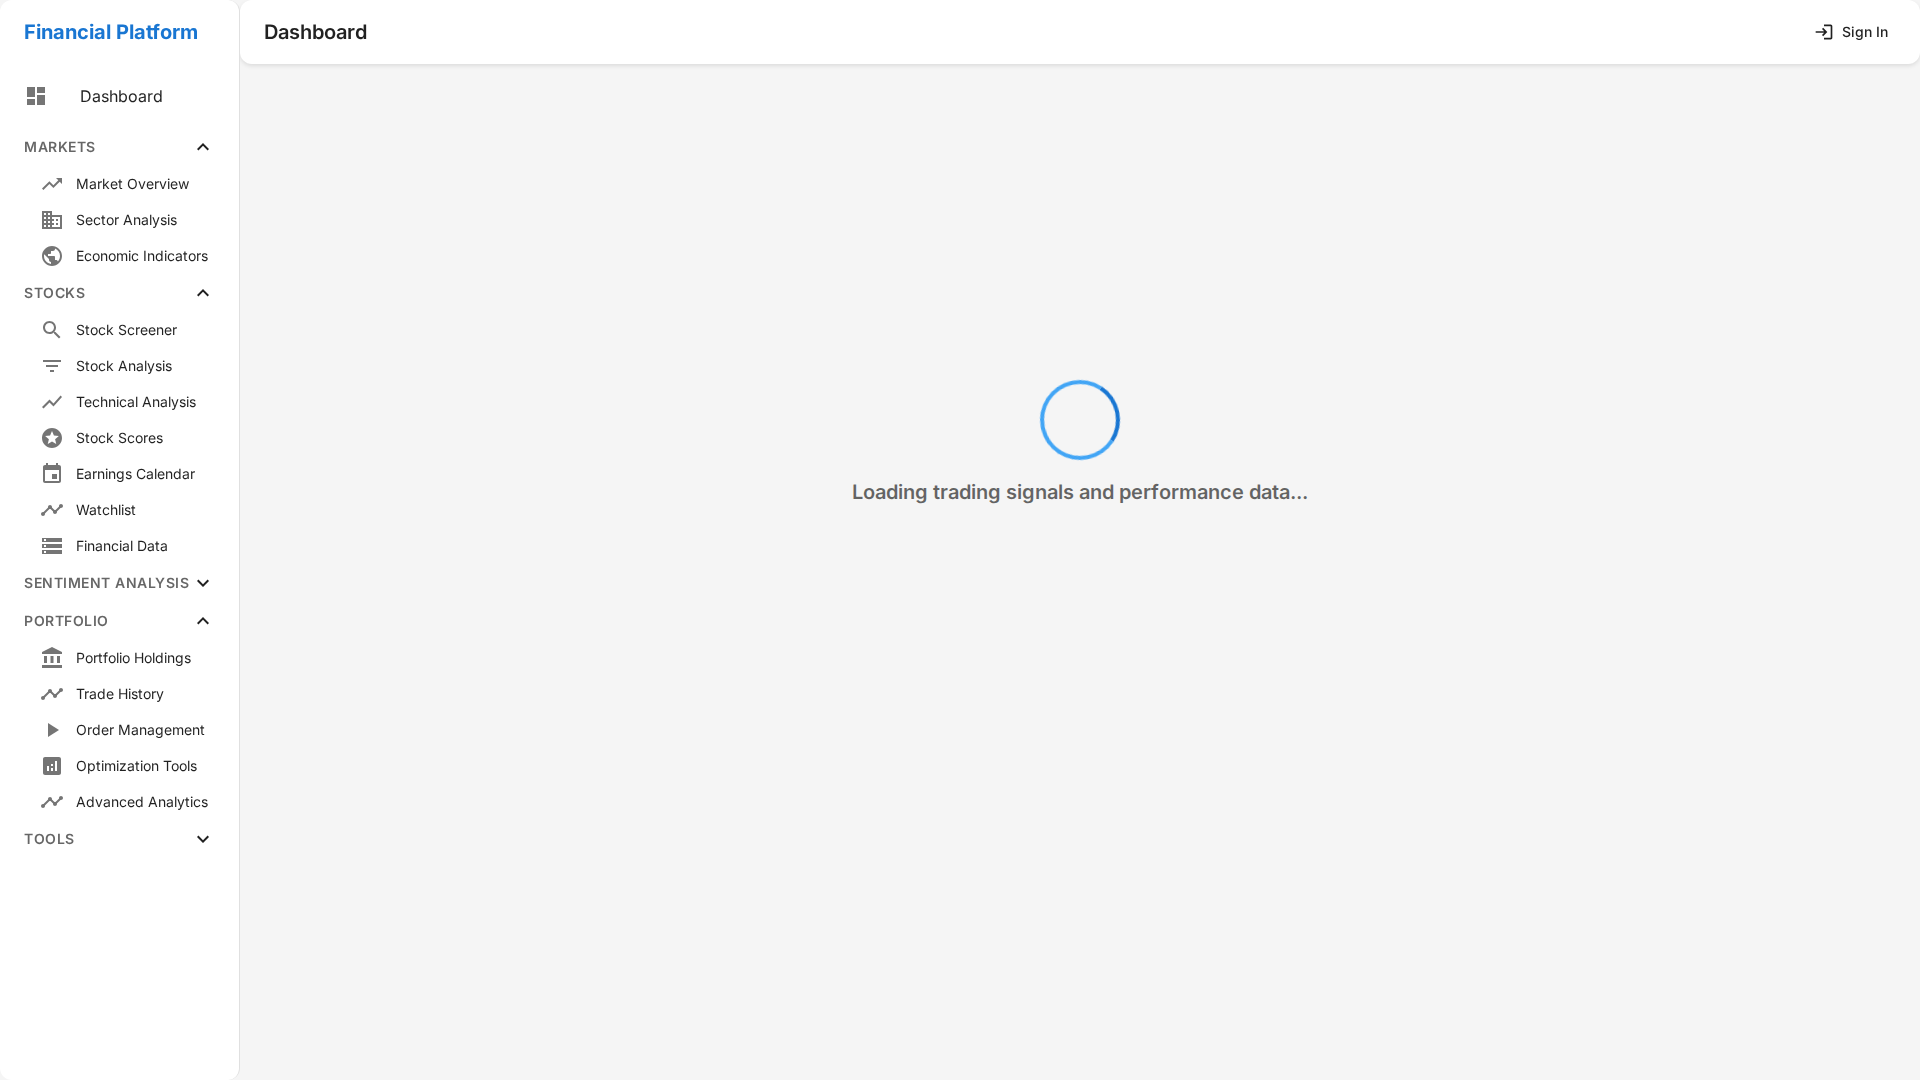 Financial Platform
Dashboard
Sign In
Dashboard
MARKETS
Market Overview
Sector Analysis
Economic Indicators
STOCKS
Stock Screener
Stock Analysis
Technical Analysis
Stock Scores
Earnings Calendar
Watchlist
Financial Data
SENTIMENT ANALYSIS
PORTFOLIO
Portfolio Holdings
Trade History
Order Management
Optimization Tools
Advanced Analytics
TOOLS
Loading trading signals and performance data...